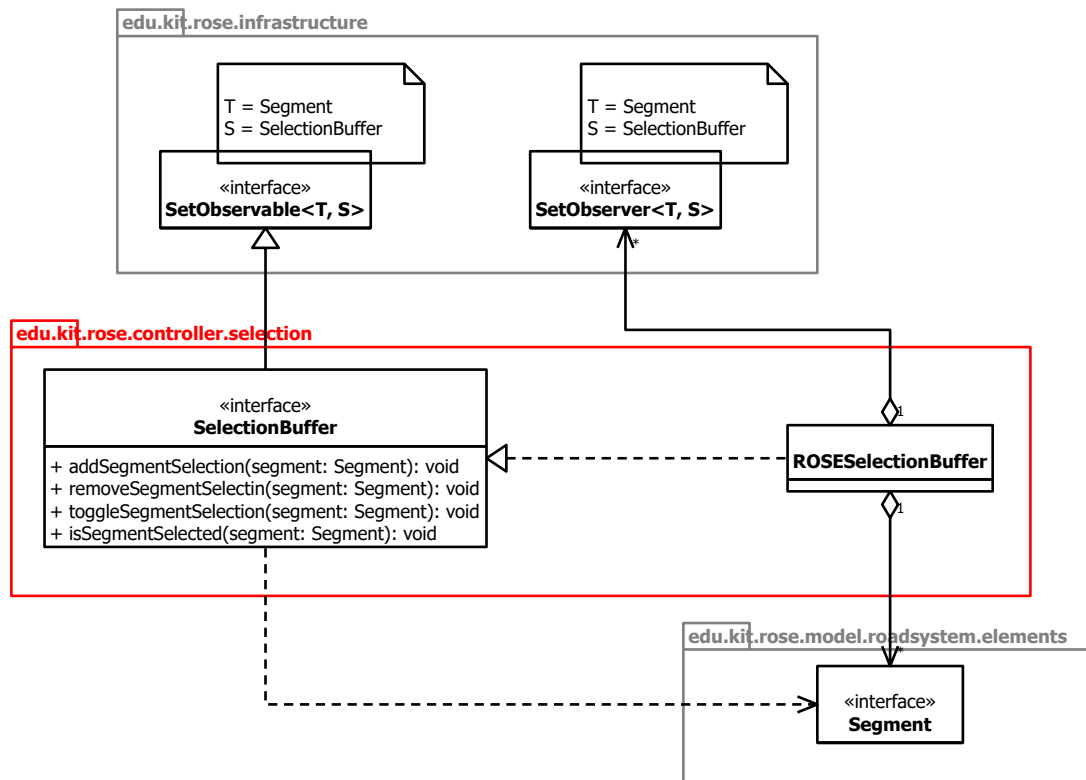 edu.kit.rose.infrastructure
T = Segment
S = SelectionBuffer
«interface»
SetObservable<T, S>
T = Segment
S = SelectionBuffer
«interface»
SetObserver<T, S>
*
edu.kit.rose.controller.selection
«interface»
SelectionBuffer
+ addSegmentSelection(segment: Segment): void
+ removeSegmentSelectin(segment: Segment): void
+ toggleSegmentSelection(segment: Segment): void
+ isSegmentSelected(segment: Segment): void
1
ROSESelectionBuffer
1
edu.kit.rose.model.roadsystem.elements
*
«interface»
Segment